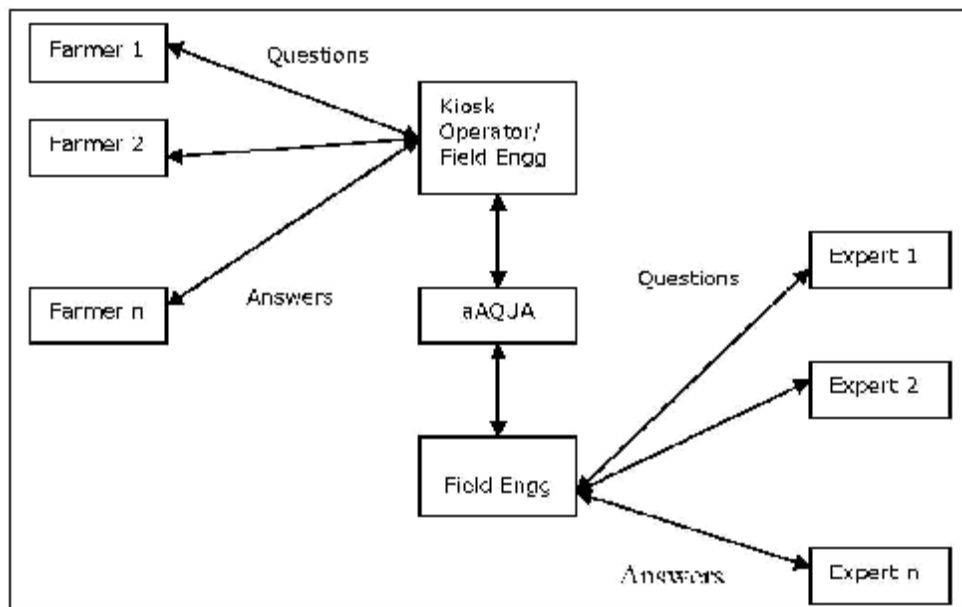 Farmer 1
Questions
Farmer 2
Kiosk
Operator/
Field Engg
Farmer n
Answers
aAQUA
Expert 1
Questions
Expert 2
Field Engg
Answers
Expert n